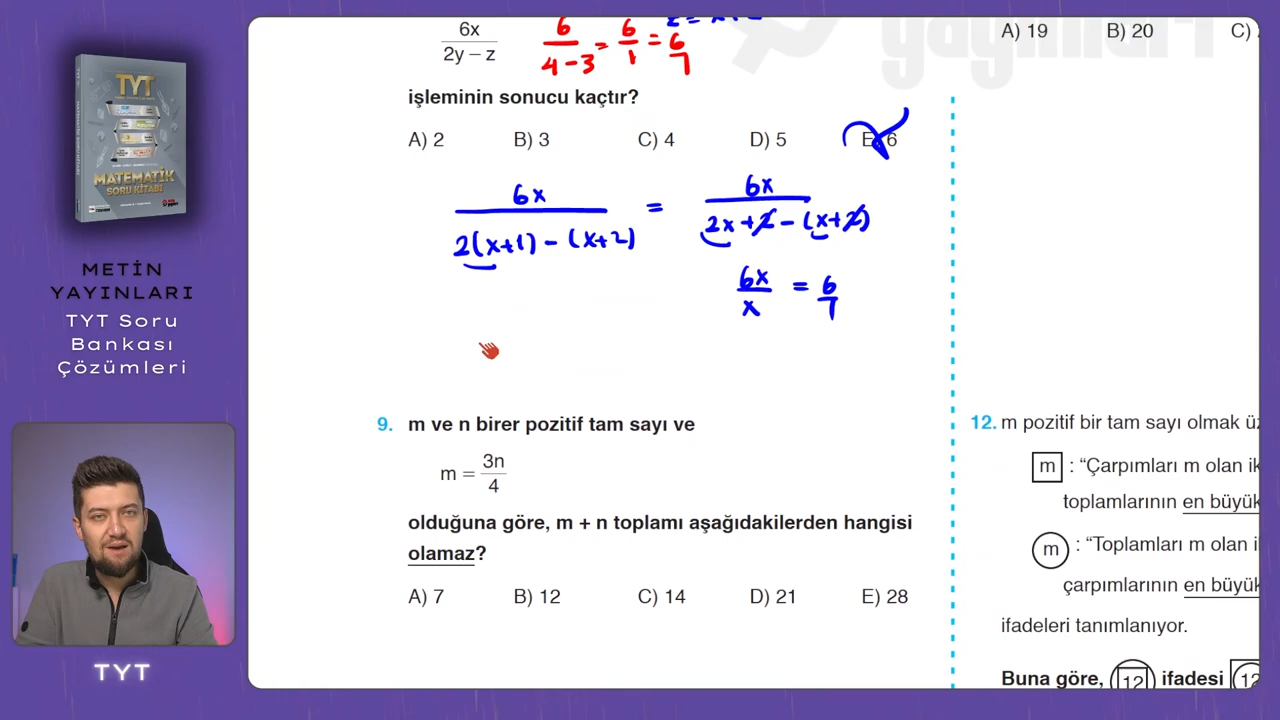 TYT
MATEMATİK
SORU KİTABI
METİN
YAYINLARI
TYT Soru
Bankası
Çözümleri
TYT
yayınları
6x
2y – z
6
4 – 3
= 6
1
= 6
7
işleminin sonucu kaçtır?
A) 2 B) 3 C) 4 D) 5 E) 6
6x
2(x+1) – (x+2)
=
6x
2x+2 – (x+2)
6x
x
= 6
7
9. m ve n birer pozitif tam sayı ve
m = 3n
4
olduğuna göre, m + n toplamı aşağıdakilerden hangisi
olamaz?
A) 7 B) 12 C) 14 D) 21 E) 28
A) 19 B) 20 C)
12. m pozitif bir tam sayı olmak üz
m : “Çarpımları m olan ik
toplamlarının en büyük
m : “Toplamları m olan i
çarpımlarının en büyük
ifadeleri tanımlanıyor.
Buna göre, 12 ifadesi 12